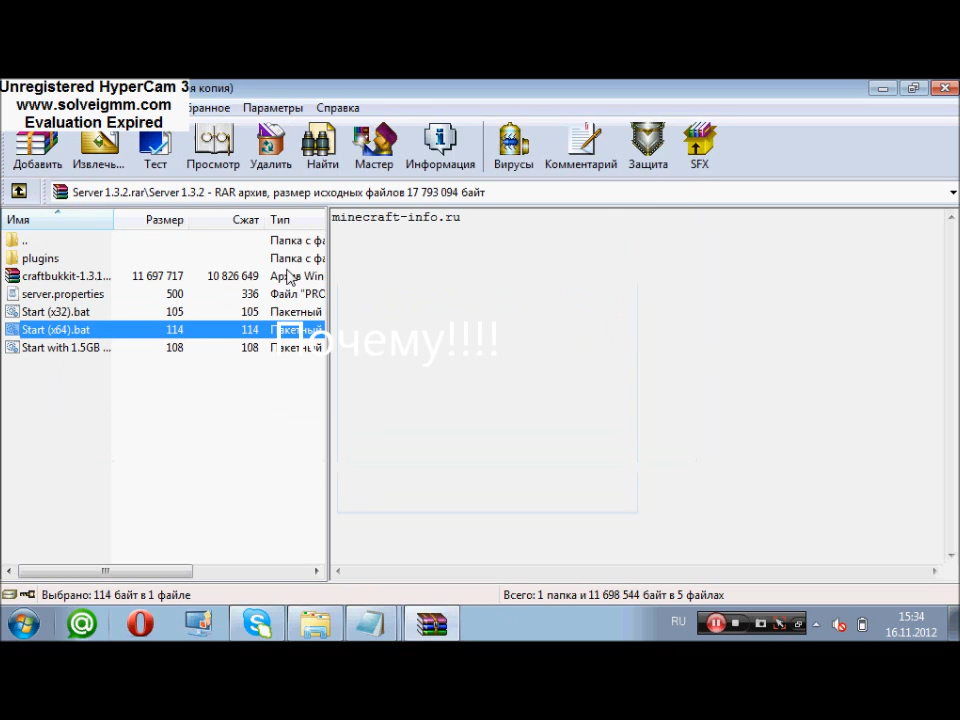 Unregistered HyperCam 3
www.solveigmm.com
Evaluation Expired
я копия)
бранное Параметры Справка
Добавить Извлечь... Тест Просмотр Удалить Найти Мастер Информация Вирусы Комментарий Защита SFX
Server 1.3.2.rar\Server 1.3.2 - RAR архив, размер исходных файлов 17 793 094 байт
Имя Размер Сжат Тип
minecraft-info.ru
.. Папка с фа
plugins Папка с фа
craftbukkit-1.3.1... 11 697 717 10 826 649 Архив Win
server.properties 500 336 Файл "PRC
Start (x32).bat 105 105 Пакетный
Start (x64).bat 114 114 Пакетный
Почему!!!!
Start with 1.5GB ... 108 108 Пакетный
Выбрано: 114 байт в 1 файле
Всего: 1 папка и 11 698 544 байт в 5 файлах
RU
15:34
16.11.2012